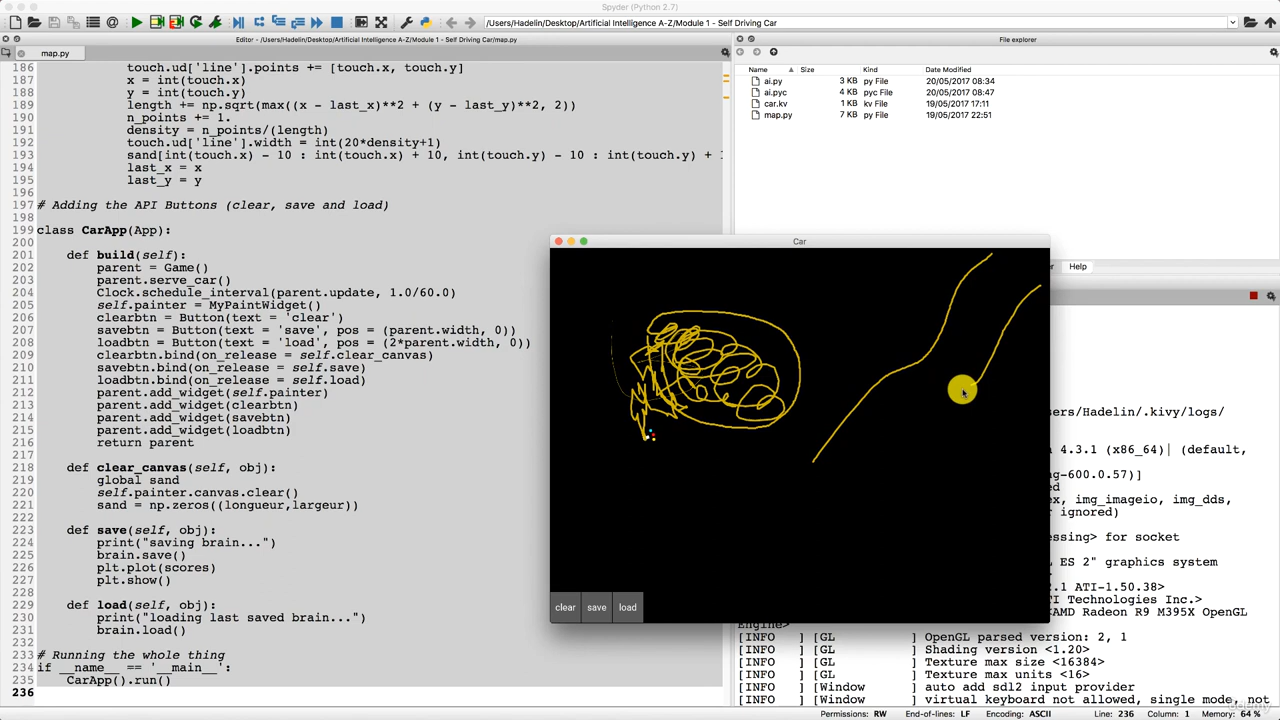 Spyder (Python 2.7)
/Users/Hadelin/Desktop/Artificial Intelligence A-Z/Module 1 - Self Driving Car
Editor - /Users/Hadelin/Desktop/Artificial Intelligence A-Z/Module 1 - Self Driving Car/map.py
map.py
186 touch.ud['line'].points += [touch.x, touch.y]
187 x = int(touch.x)
188 y = int(touch.y)
189 length += np.sqrt(max((x - last_x)**2 + (y - last_y)**2, 2))
190 n_points += 1.
191 density = n_points/(length)
192 touch.ud['line'].width = int(20*density+1)
193 sand[int(touch.x) - 10 : int(touch.x) + 10, int(touch.y) - 10 : int(touch.y) + 1
194 last_x = x
195 last_y = y
196
197 # Adding the API Buttons (clear, save and load)
198
199 class CarApp(App):
200
201 def build(self):
202 parent = Game()
203 parent.serve_car()
204 Clock.schedule_interval(parent.update, 1.0/60.0)
205 self.painter = MyPaintWidget()
206 clearbtn = Button(text = 'clear')
207 savebtn = Button(text = 'save', pos = (parent.width, 0))
208 loadbtn = Button(text = 'load', pos = (2*parent.width, 0))
209 clearbtn.bind(on_release = self.clear_canvas)
210 savebtn.bind(on_release = self.save)
211 loadbtn.bind(on_release = self.load)
212 parent.add_widget(self.painter)
213 parent.add_widget(clearbtn)
214 parent.add_widget(savebtn)
215 parent.add_widget(loadbtn)
216 return parent
217
218 def clear_canvas(self, obj):
219 global sand
220 self.painter.canvas.clear()
221 sand = np.zeros((longueur,largeur))
222
223 def save(self, obj):
224 print("saving brain...")
225 brain.save()
226 plt.plot(scores)
227 plt.show()
228
229 def load(self, obj):
230 print("loading last saved brain...")
231 brain.load()
232
233 # Running the whole thing
234 if __name__ == '__main__':
235 CarApp().run()
236
File explorer
Name Size Kind Date Modified
ai.py 3 KB py File 20/05/2017 08:34
ai.pyc 4 KB pyc File 20/05/2017 08:47
car.kv 1 KB kv File 19/05/2017 17:11
map.py 7 KB py File 19/05/2017 22:51
Car
clear save load
Help
sers/Hadelin/.kivy/logs/
4.3.1 (x86_64)| (default,
ng-600.0.57)]
ed
ex, img_imageio, img_dds,
ignored)
essing> for socket
ES 2" graphics system
.1 ATI-1.50.38>
TI Technologies Inc.>
AMD Radeon R9 M395X OpenGL
Engine>
[INFO ] [GL ] OpenGL parsed version: 2, 1
[INFO ] [GL ] Shading version <1.20>
[INFO ] [GL ] Texture max size <16384>
[INFO ] [GL ] Texture max units <16>
[INFO ] [Window ] auto add sdl2 input provider
[INFO ] [Window ] virtual keyboard not allowed, single mode, not
Permissions: RW End-of-lines: LF Encoding: ASCII Line: 236 Column: 1 Memory: 64 %